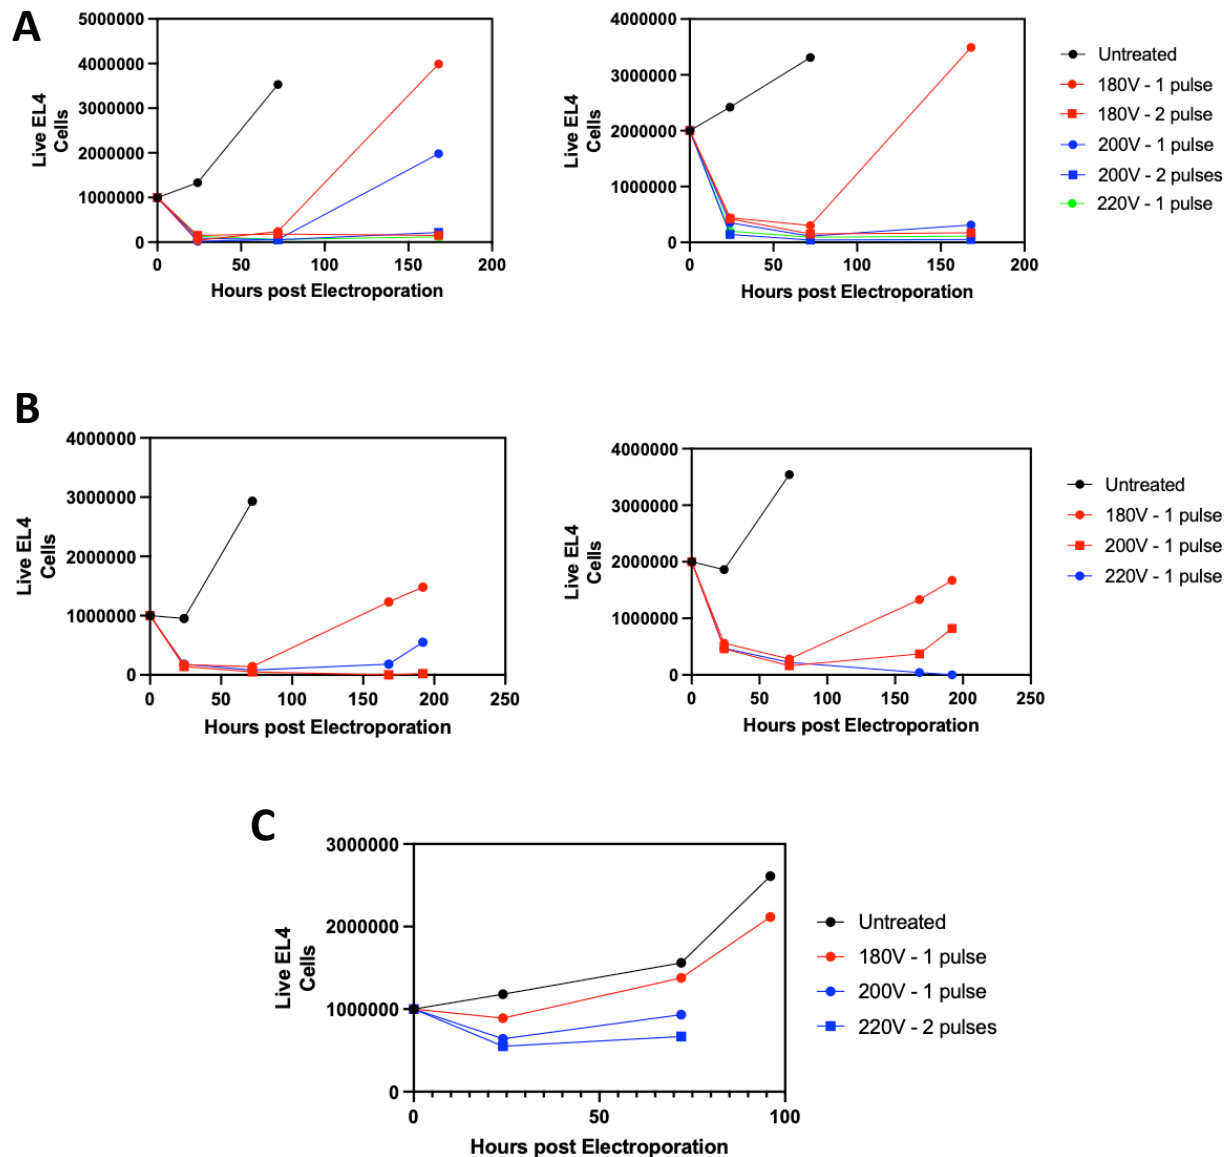 A
5000000
4000000
3000000
2000000
1000000
0
Live EL4
Cells
0 50 100 150 200
Hours post Electroporation
4000000
3000000
2000000
1000000
0
Live EL4
Cells
0 50 100 150 200
Hours post Electroporation
Untreated
180V - 1 pulse
180V - 2 pulse
200V - 1 pulse
200V - 2 pulses
220V - 1 pulse
B
4000000
3000000
2000000
1000000
0
Live EL4
Cells
0 50 100 150 200 250
Hours post Electroporation
4000000
3000000
2000000
1000000
0
Live EL4
Cells
0 50 100 150 200 250
Hours post Electroporation
Untreated
180V - 1 pulse
200V - 1 pulse
220V - 1 pulse
C
3000000
2000000
1000000
0
Live EL4
Cells
0 50 100
Hours post Electroporation
Untreated
180V - 1 pulse
200V - 1 pulse
220V - 2 pulses